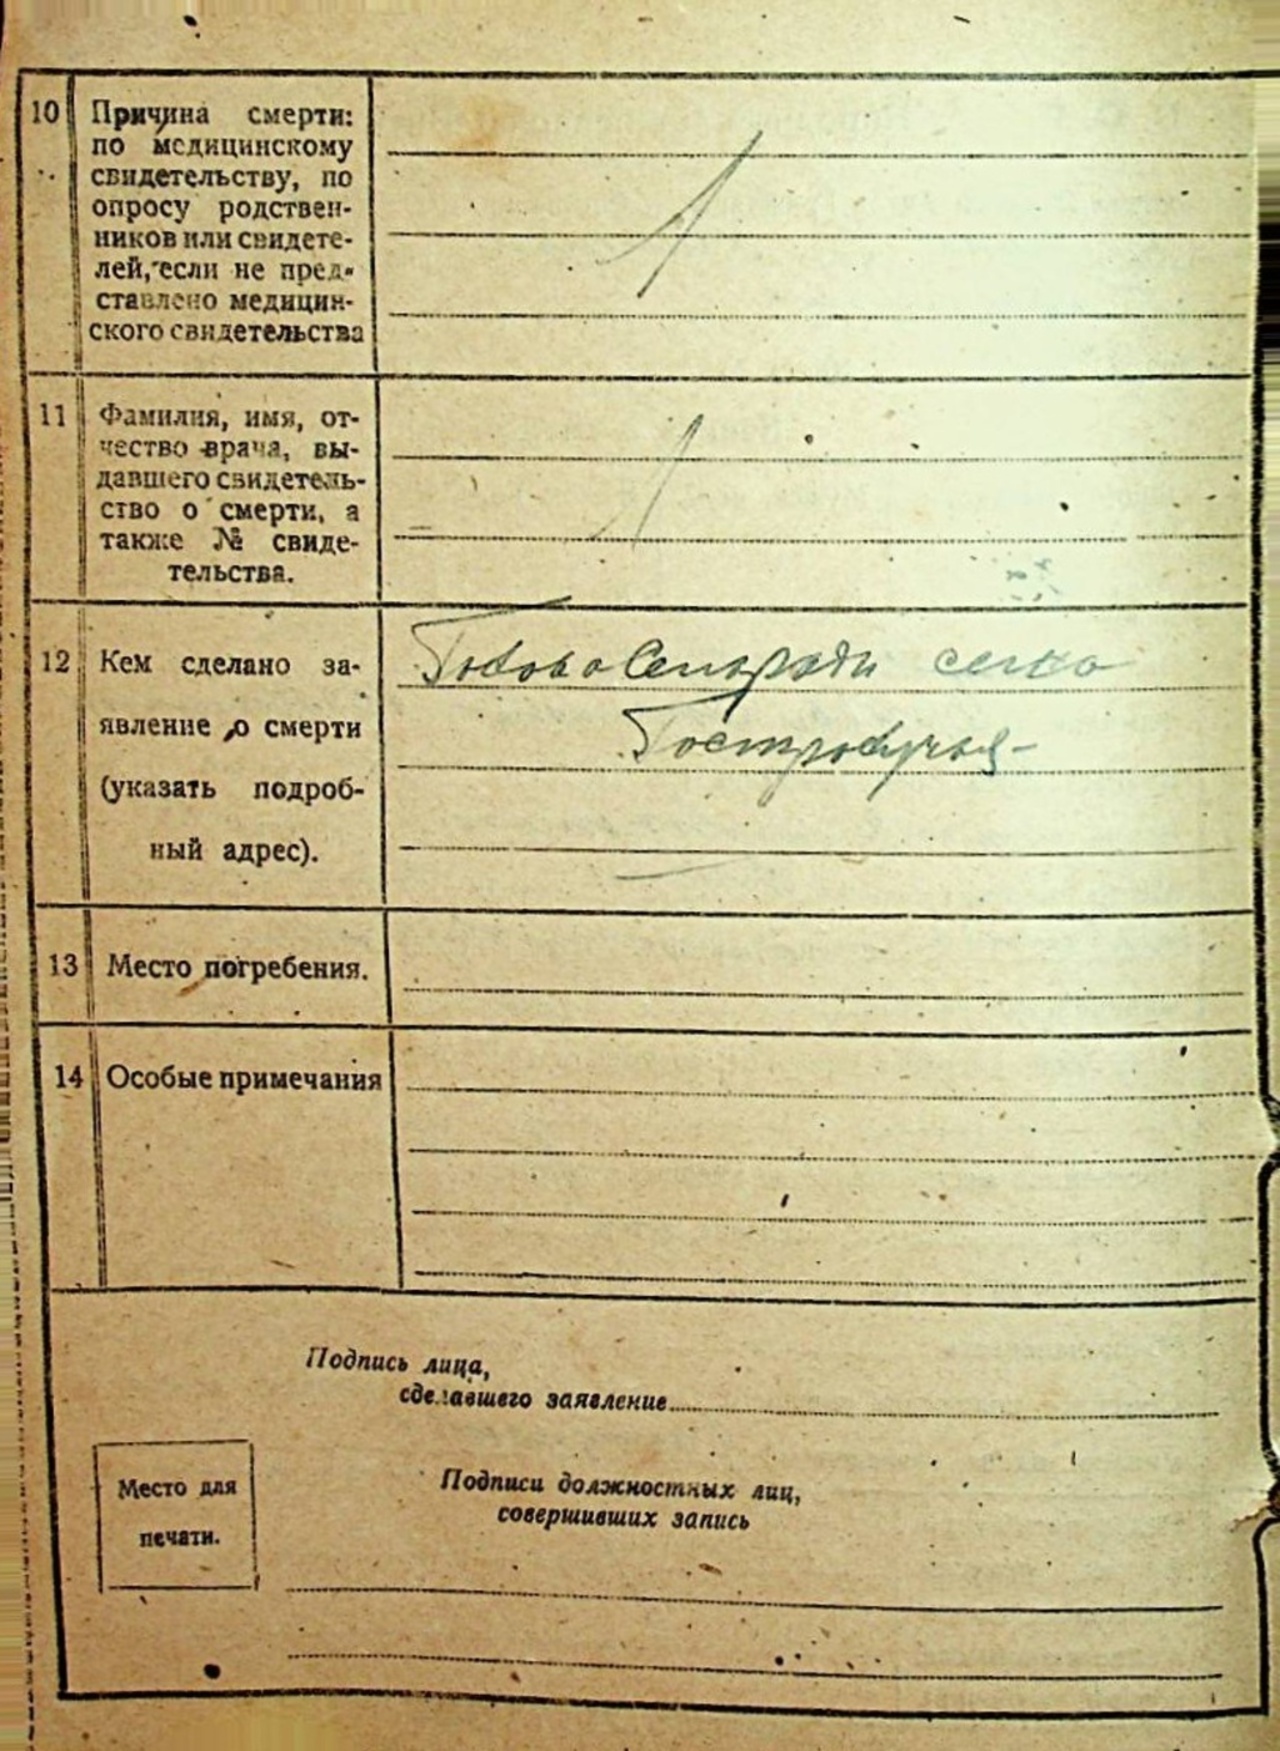 10 Причина смерти:
по медицинскому
свидетельству, по
опросу родствен-
ников или свидете-
лей, если не пред-
ставлено медицин-
ского свидетельства
11 Фамилия, имя, от-
чество врача, вы-
давшего свидетель-
ство о смерти, а
также № свиде-
тельства.
12 Кем сделано за-
явление о смерти
(указать подроб-
ный адрес).
Голова Сельради село
13 Место погребения.
14 Особые примечания
Подпись лица,
сделавшего заявление
Место для
печати.
Подписи должностных лиц,
совершивших запись